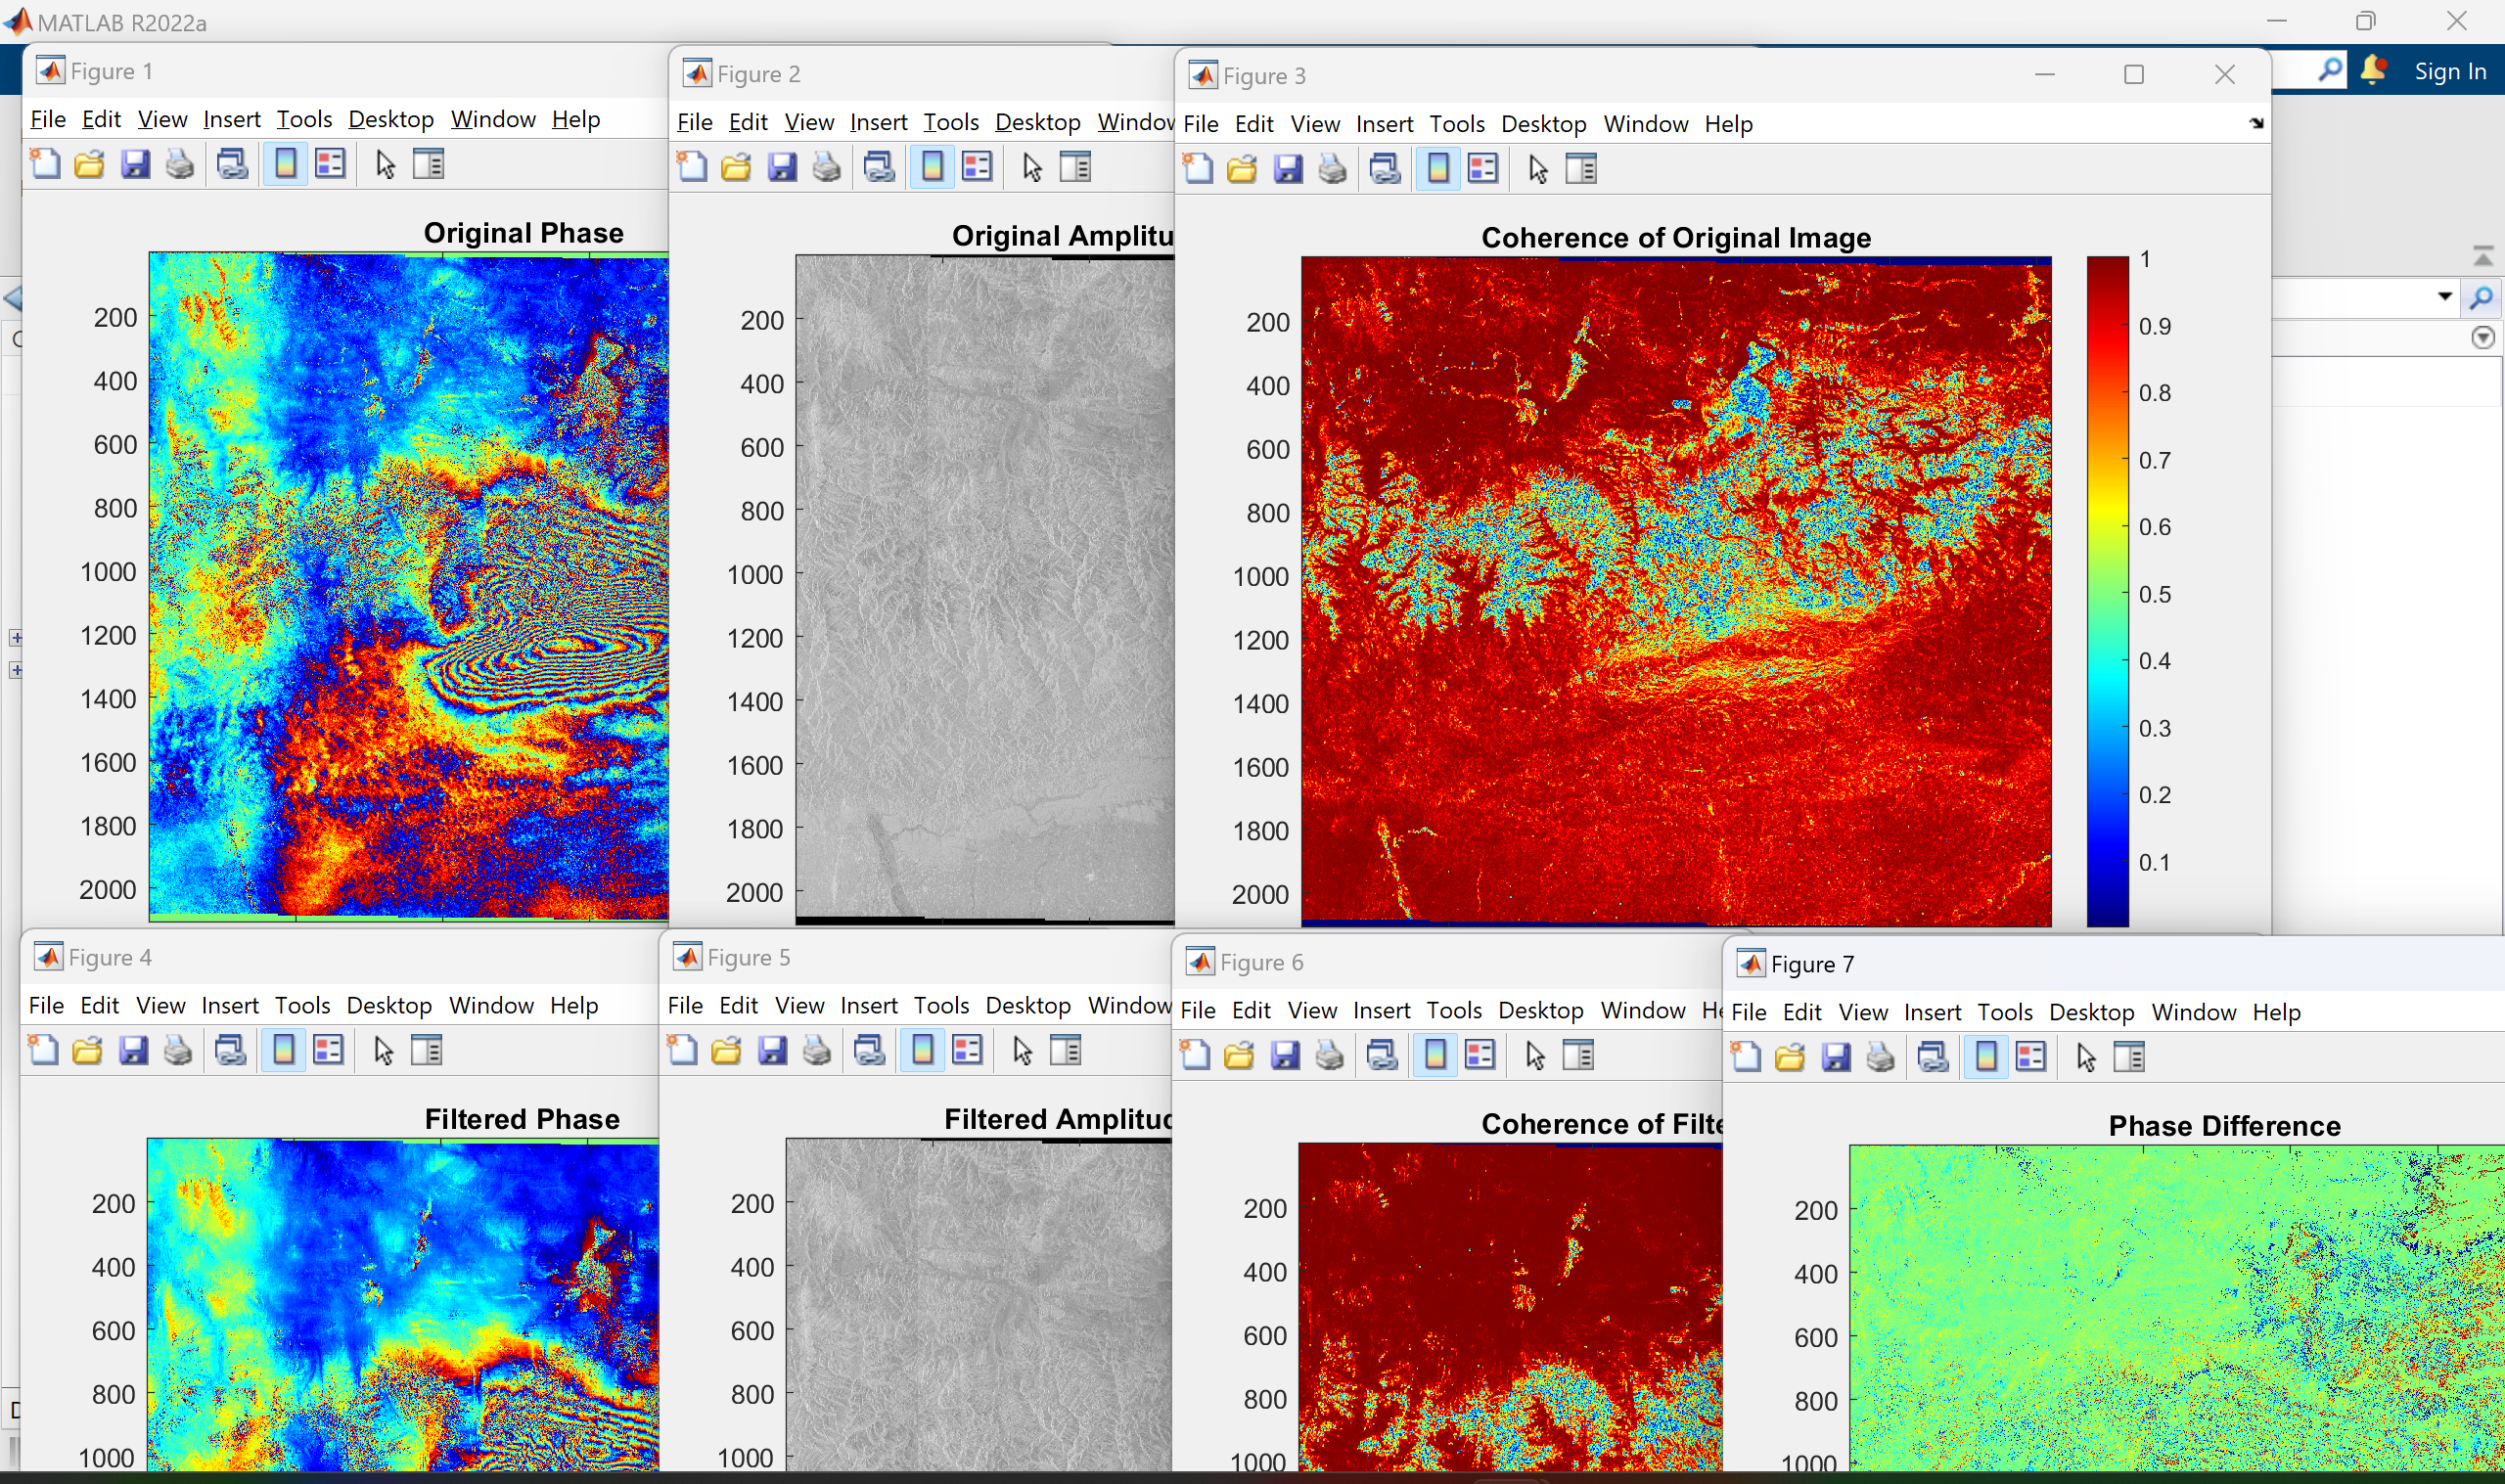 MATLAB R2022a
Sign In
Figure 1
File Edit View Insert Tools Desktop Window Help
Original Phase
200
400
600
800
1000
1200
1400
1600
1800
2000
Figure 2
File Edit View Insert Tools Desktop Window
Original Amplitu
200
400
600
800
1000
1200
1400
1600
1800
2000
Figure 3
File Edit View Insert Tools Desktop Window Help
Coherence of Original Image
200
400
600
800
1000
1200
1400
1600
1800
2000
1
0.9
0.8
0.7
0.6
0.5
0.4
0.3
0.2
0.1
Figure 4
File Edit View Insert Tools Desktop Window Help
Filtered Phase
200
400
600
800
1000
Figure 5
File Edit View Insert Tools Desktop Window
Filtered Amplitud
200
400
600
800
1000
Figure 6
File Edit View Insert Tools Desktop Window He
Coherence of Filte
200
400
600
800
1000
Figure 7
File Edit View Insert Tools Desktop Window Help
Phase Difference
200
400
600
800
1000